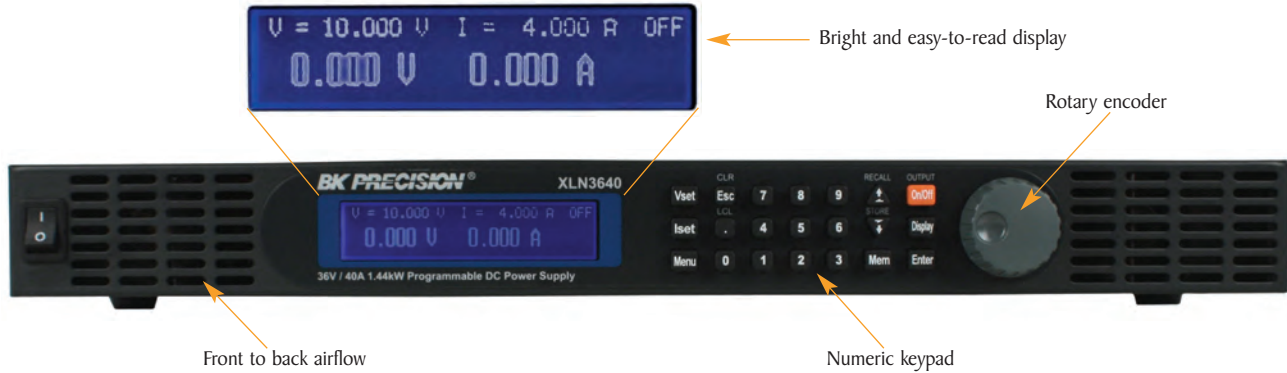 V = 10.000 V I = 4.000 A OFF
0.000 V 0.000 A
Bright and easy-to-read display
Rotary encoder
BK PRECISION® XLN3640
V = 10.000 V I = 4.000 A OFF
0.000 V 0.000 A
36V / 40A 1.44kW Programmable DC Power Supply
I
O
CLR RECALL OUTPUT
Vset Esc 7 8 9 On/Off
LCL STORE
Iset . 4 5 6 Display
Menu 0 1 2 3 Mem Enter
Front to back airflow
Numeric keypad